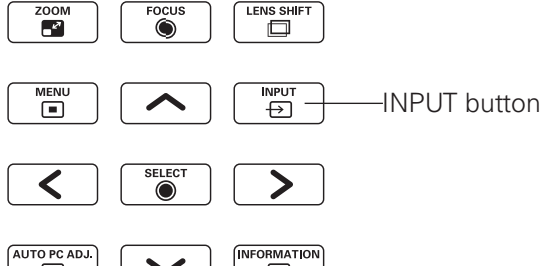 ZOOM FOCUS LENS SHIFT
MENU INPUT INPUT button
SELECT
AUTO PC ADJ. INFORMATION